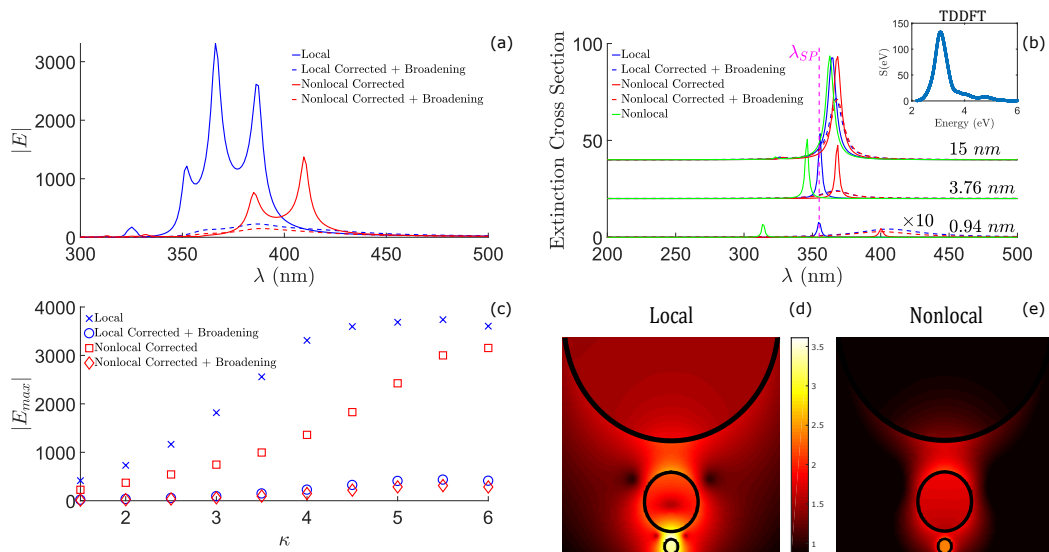 (a)
Local
Local Corrected + Broadening
Nonlocal Corrected
Nonlocal Corrected + Broadening
|E|
3000
2000
1000
0
300 350 400 450 500
λ (nm)
(b)
TDDFT
S(eV)
150
100
50
0
2 4 6
Energy (eV)
λSP
Local
Local Corrected + Broadening
Nonlocal Corrected
Nonlocal Corrected + Broadening
Nonlocal
Extinction Cross Section
100
50
0
15 nm
3.76 nm
×10
0.94 nm
200 250 300 350 400 450 500
λ (nm)
(c)
Local
Local Corrected + Broadening
Nonlocal Corrected
Nonlocal Corrected + Broadening
|Emax|
4000
3000
2000
1000
0
2 3 4 5 6
κ
Local
(d)
3.5
3
2.5
2
1.5
1
Nonlocal
(e)